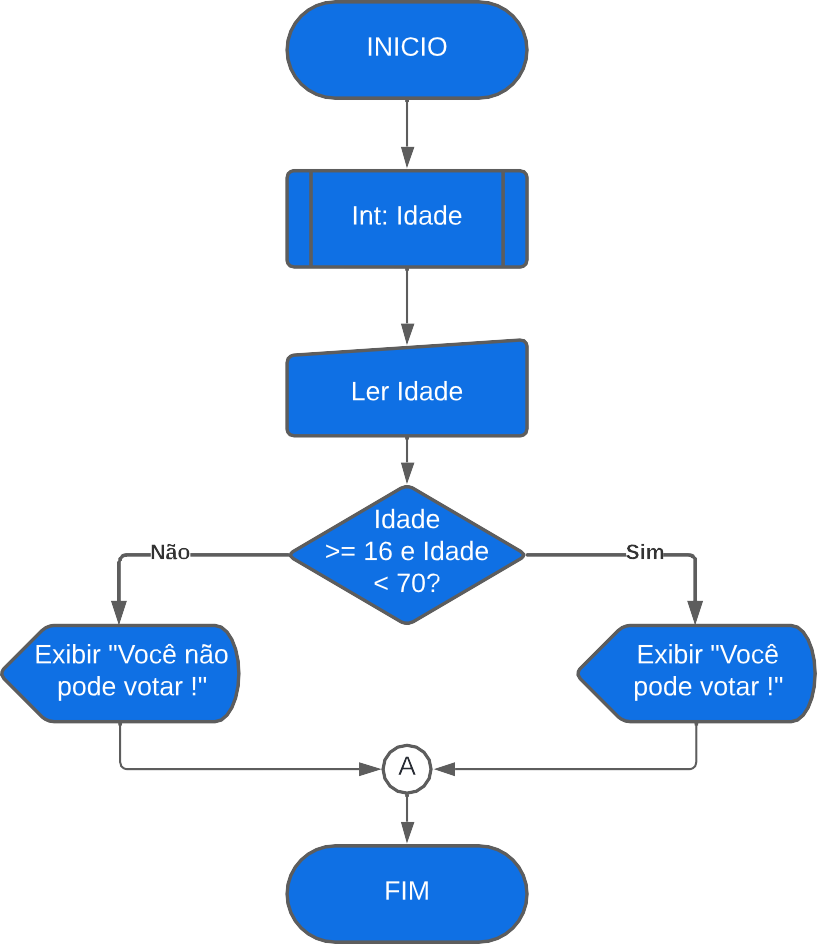 INICIO
Int: Idade
Ler Idade
Idade
>= 16 e Idade
< 70?
Não
Sim
Exibir "Você não
pode votar !"
Exibir "Você
pode votar !"
A
FIM